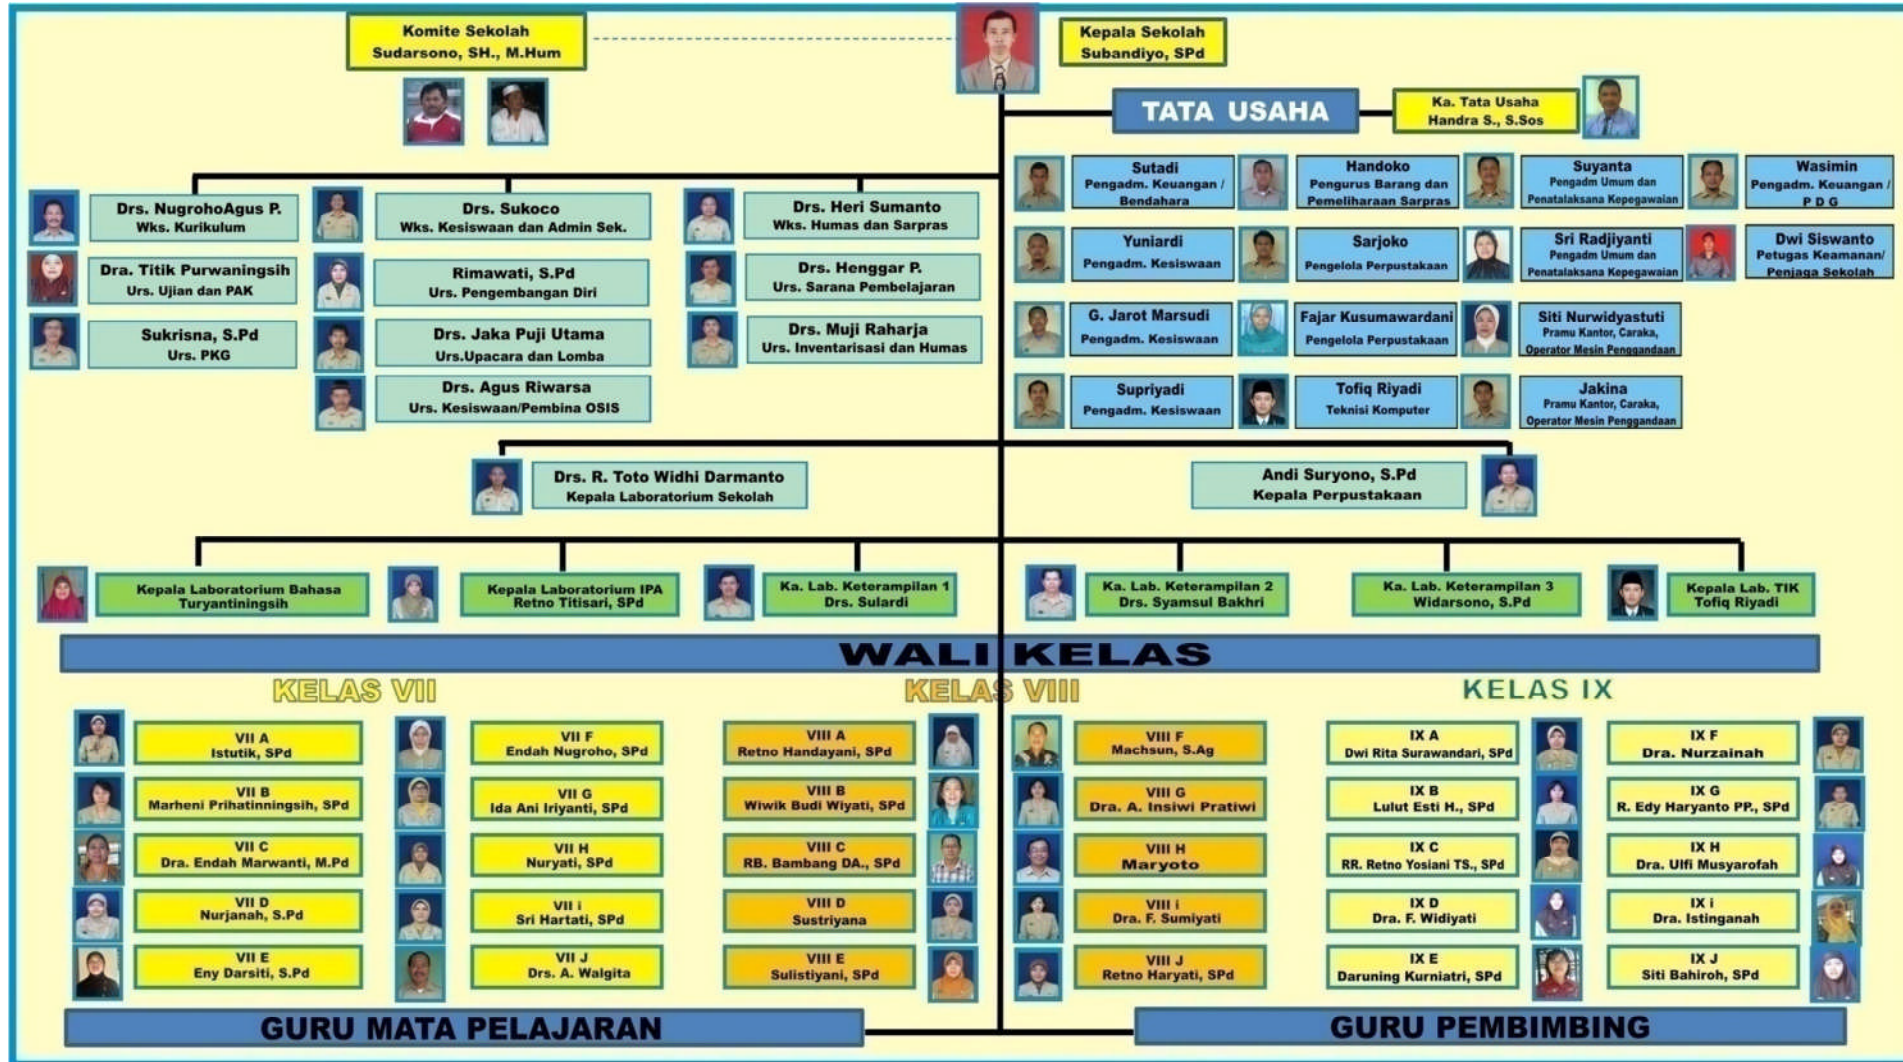 Komite Sekolah
Sudarsono, SH., M.Hum
Kepala Sekolah
Subandiyo, SPd
TATA USAHA
Ka. Tata Usaha
Handra S., S.Sos
Sutadi
Pengadm. Keuangan /
Bendahara
Handoko
Pengurus Barang dan
Pemeliharaan Sarpras
Suyanta
Pengadm Umum dan
Penatalaksana Kepegawaian
Wasimin
Pengadm. Keuangan /
P D G
Yuniardi
Pengadm. Kesiswaan
Sarjoko
Pengelola Perpustakaan
Sri Radjiyanti
Pengadm Umum dan
Penatalaksana Kepegawaian
Dwi Siswanto
Petugas Keamanan/
Penjaga Sekolah
G. Jarot Marsudi
Pengadm. Kesiswaan
Fajar Kusumawardani
Pengelola Perpustakaan
Siti Nurwidyastuti
Pramu Kantor, Caraka,
Operator Mesin Penggandaan
Supriyadi
Pengadm. Kesiswaan
Tofiq Riyadi
Teknisi Komputer
Jakina
Pramu Kantor, Caraka,
Operator Mesin Penggandaan
Drs. NugrohoAgus P.
Wks. Kurikulum
Drs. Sukoco
Wks. Kesiswaan dan Admin Sek.
Drs. Heri Sumanto
Wks. Humas dan Sarpras
Dra. Titik Purwaningsih
Urs. Ujian dan PAK
Rimawati, S.Pd
Urs. Pengembangan Diri
Drs. Henggar P.
Urs. Sarana Pembelajaran
Sukrisna, S.Pd
Urs. PKG
Drs. Jaka Puji Utama
Urs.Upacara dan Lomba
Drs. Muji Raharja
Urs. Inventarisasi dan Humas
Drs. Agus Riwarsa
Urs. Kesiswaan/Pembina OSIS
Drs. R. Toto Widhi Darmanto
Kepala Laboratorium Sekolah
Andi Suryono, S.Pd
Kepala Perpustakaan
Kepala Laboratorium Bahasa
Turyantiningsih
Kepala Laboratorium IPA
Retno Titisari, SPd
Ka. Lab. Keterampilan 1
Drs. Sulardi
Ka. Lab. Keterampilan 2
Drs. Syamsul Bakhri
Ka. Lab. Keterampilan 3
Widarsono, S.Pd
Kepala Lab. TIK
Tofiq Riyadi
WALI KELAS
KELAS VII
KELAS VIII
KELAS IX
VII A
Istutik, SPd
VII F
Endah Nugroho, SPd
VIII A
Retno Handayani, SPd
VIII F
Machsun, S.Ag
IX A
Dwi Rita Surawandari, SPd
IX F
Dra. Nurzainah
VII B
Marheni Prihatinningsih, SPd
VII G
Ida Ani Iriyanti, SPd
VIII B
Wiwik Budi Wiyati, SPd
VIII G
Dra. A. Insiwi Pratiwi
IX B
Lulut Esti H., SPd
IX G
R. Edy Haryanto PP., SPd
VII C
Dra. Endah Marwanti, M.Pd
VII H
Nuryati, SPd
VIII C
RB. Bambang DA., SPd
VIII H
Maryoto
IX C
RR. Retno Yosiani TS., SPd
IX H
Dra. Ulfi Musyarofah
VII D
Nurjanah, S.Pd
VII i
Sri Hartati, SPd
VIII D
Sustriyana
VIII i
Dra. F. Sumiyati
IX D
Dra. F. Widiyati
IX i
Dra. Istinganah
VII E
Eny Darsiti, S.Pd
VII J
Drs. A. Walgita
VIII E
Sulistiyani, SPd
VIII J
Retno Haryati, SPd
IX E
Daruning Kurniatri, SPd
IX J
Siti Bahiroh, SPd
GURU MATA PELAJARAN
GURU PEMBIMBING